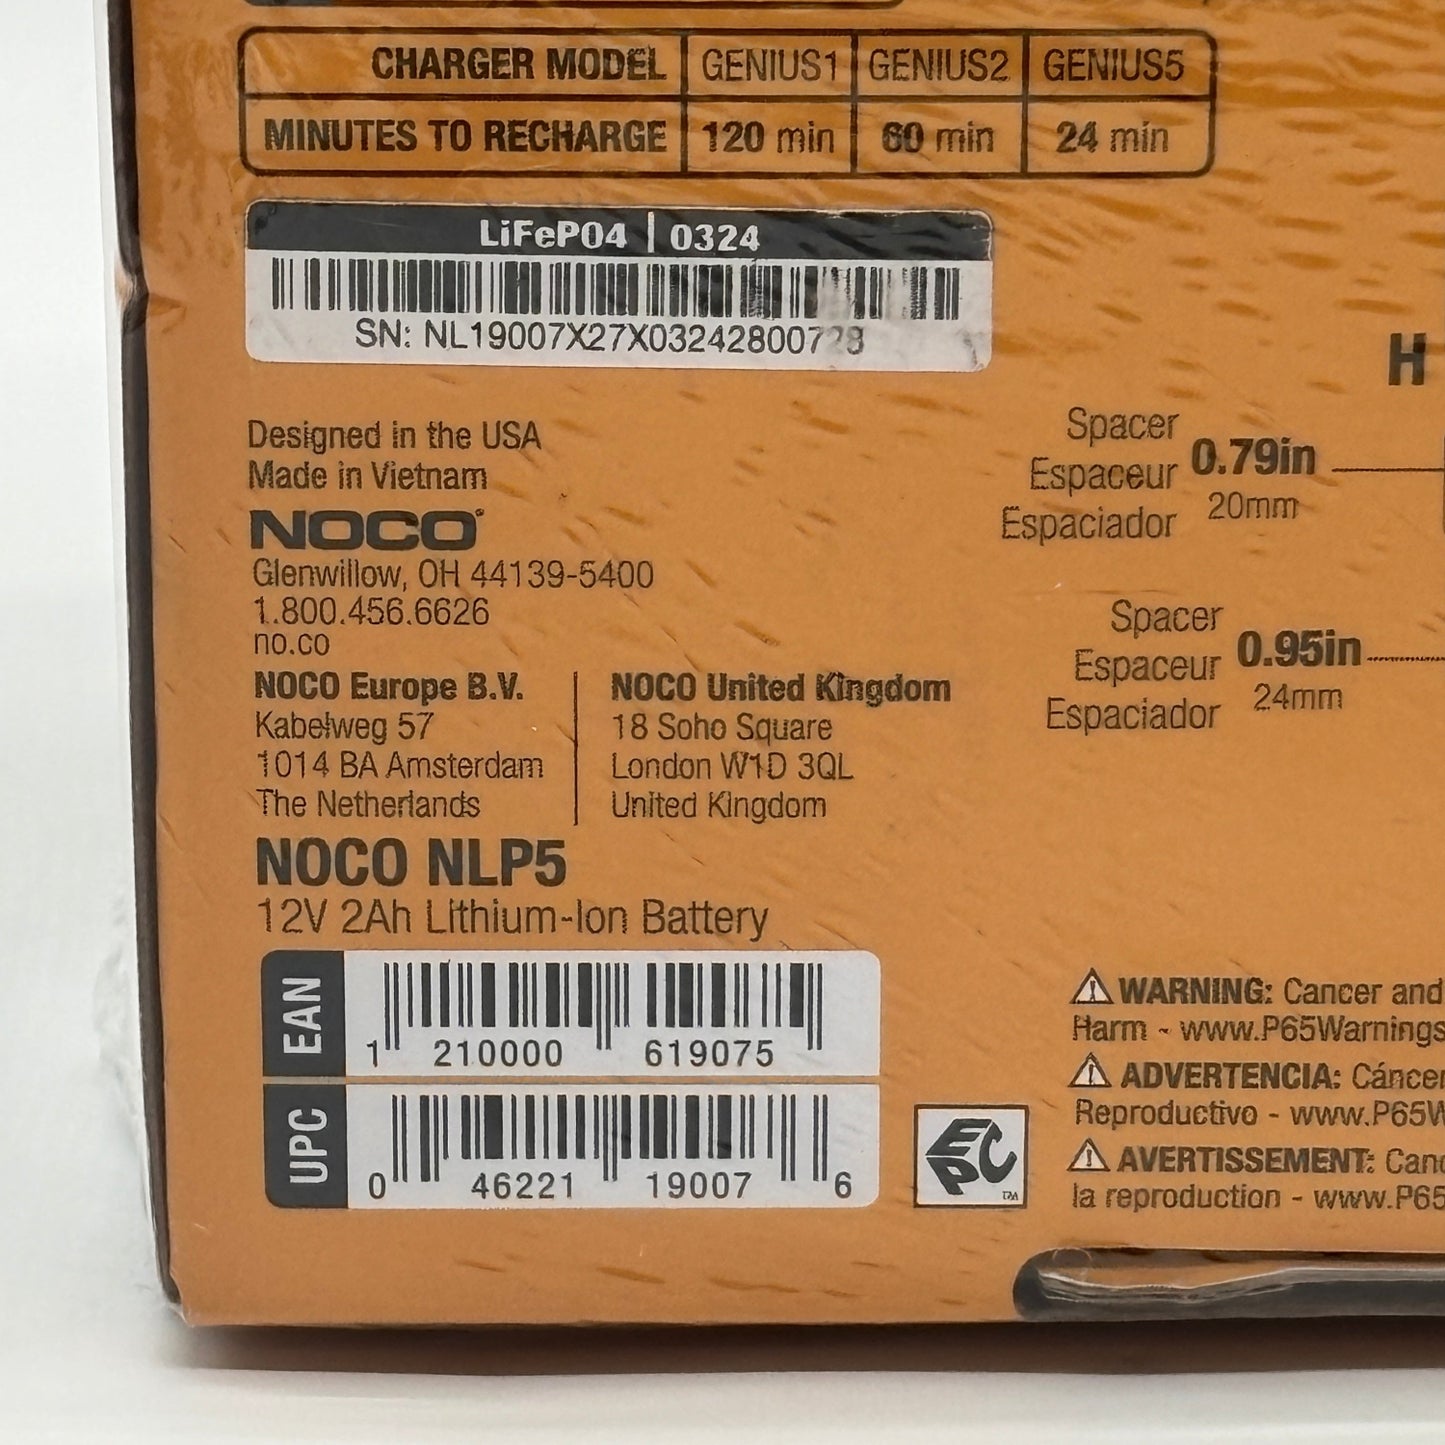 CHARGER MODEL GENIUS1 GENIUS2 GENIUS5
MINUTES TO RECHARGE 120 min 60 min 24 min
LiFePO4 | 0324
SN: NL19007X27X03242800728
Designed in the USA
Made in Vietnam
NOCO
Glenwillow, OH 44139-5400
1.800.456.6626
no.co
NOCO Europe B.V.
Kabelweg 57
1014 BA Amsterdam
The Netherlands
NOCO United Kingdom
18 Soho Square
London W1D 3QL
United Kingdom
NOCO NLP5
12V 2Ah Lithium-Ion Battery
EAN
1 210000 619075
UPC
0 46221 19007 6
H
Spacer
Espaceur
Espaciador
0.79in
20mm
Spacer
Espaceur
Espaciador
0.95in
24mm
EPC
WARNING: Cancer and
Harm - www.P65Warnings
ADVERTENCIA: Cáncer
Reproductivo - www.P65W
AVERTISSEMENT: Canc
la reproduction - www.P65